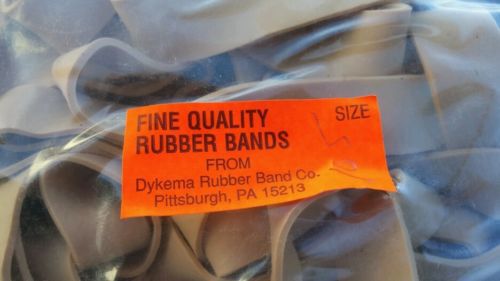 FINE QUALITY SIZE
RUBBER BANDS
FROM
Dykema Rubber Band Co.
Pittsburgh, PA 15213